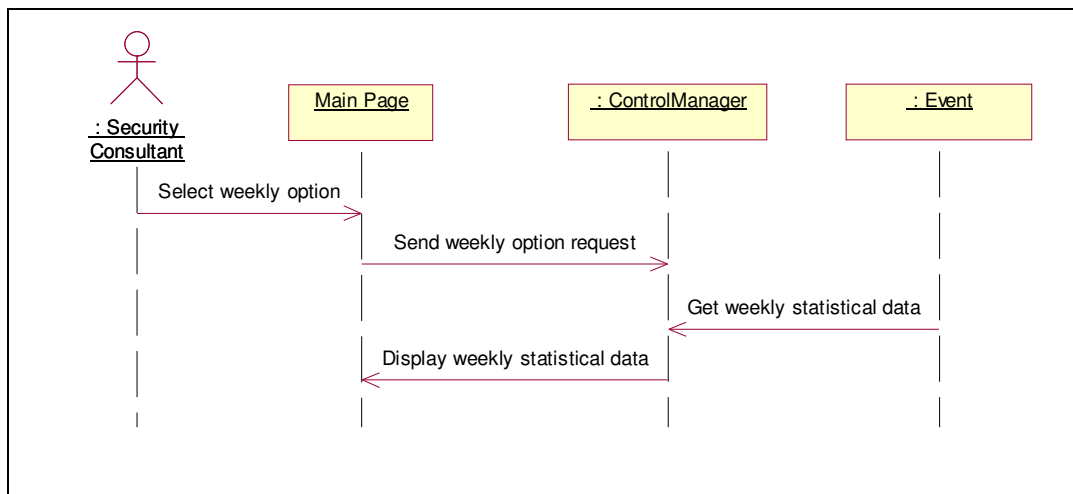 : Security
Consultant
Main Page
: ControlManager
: Event
Select weekly option
Send weekly option request
Get weekly statistical data
Display weekly statistical data